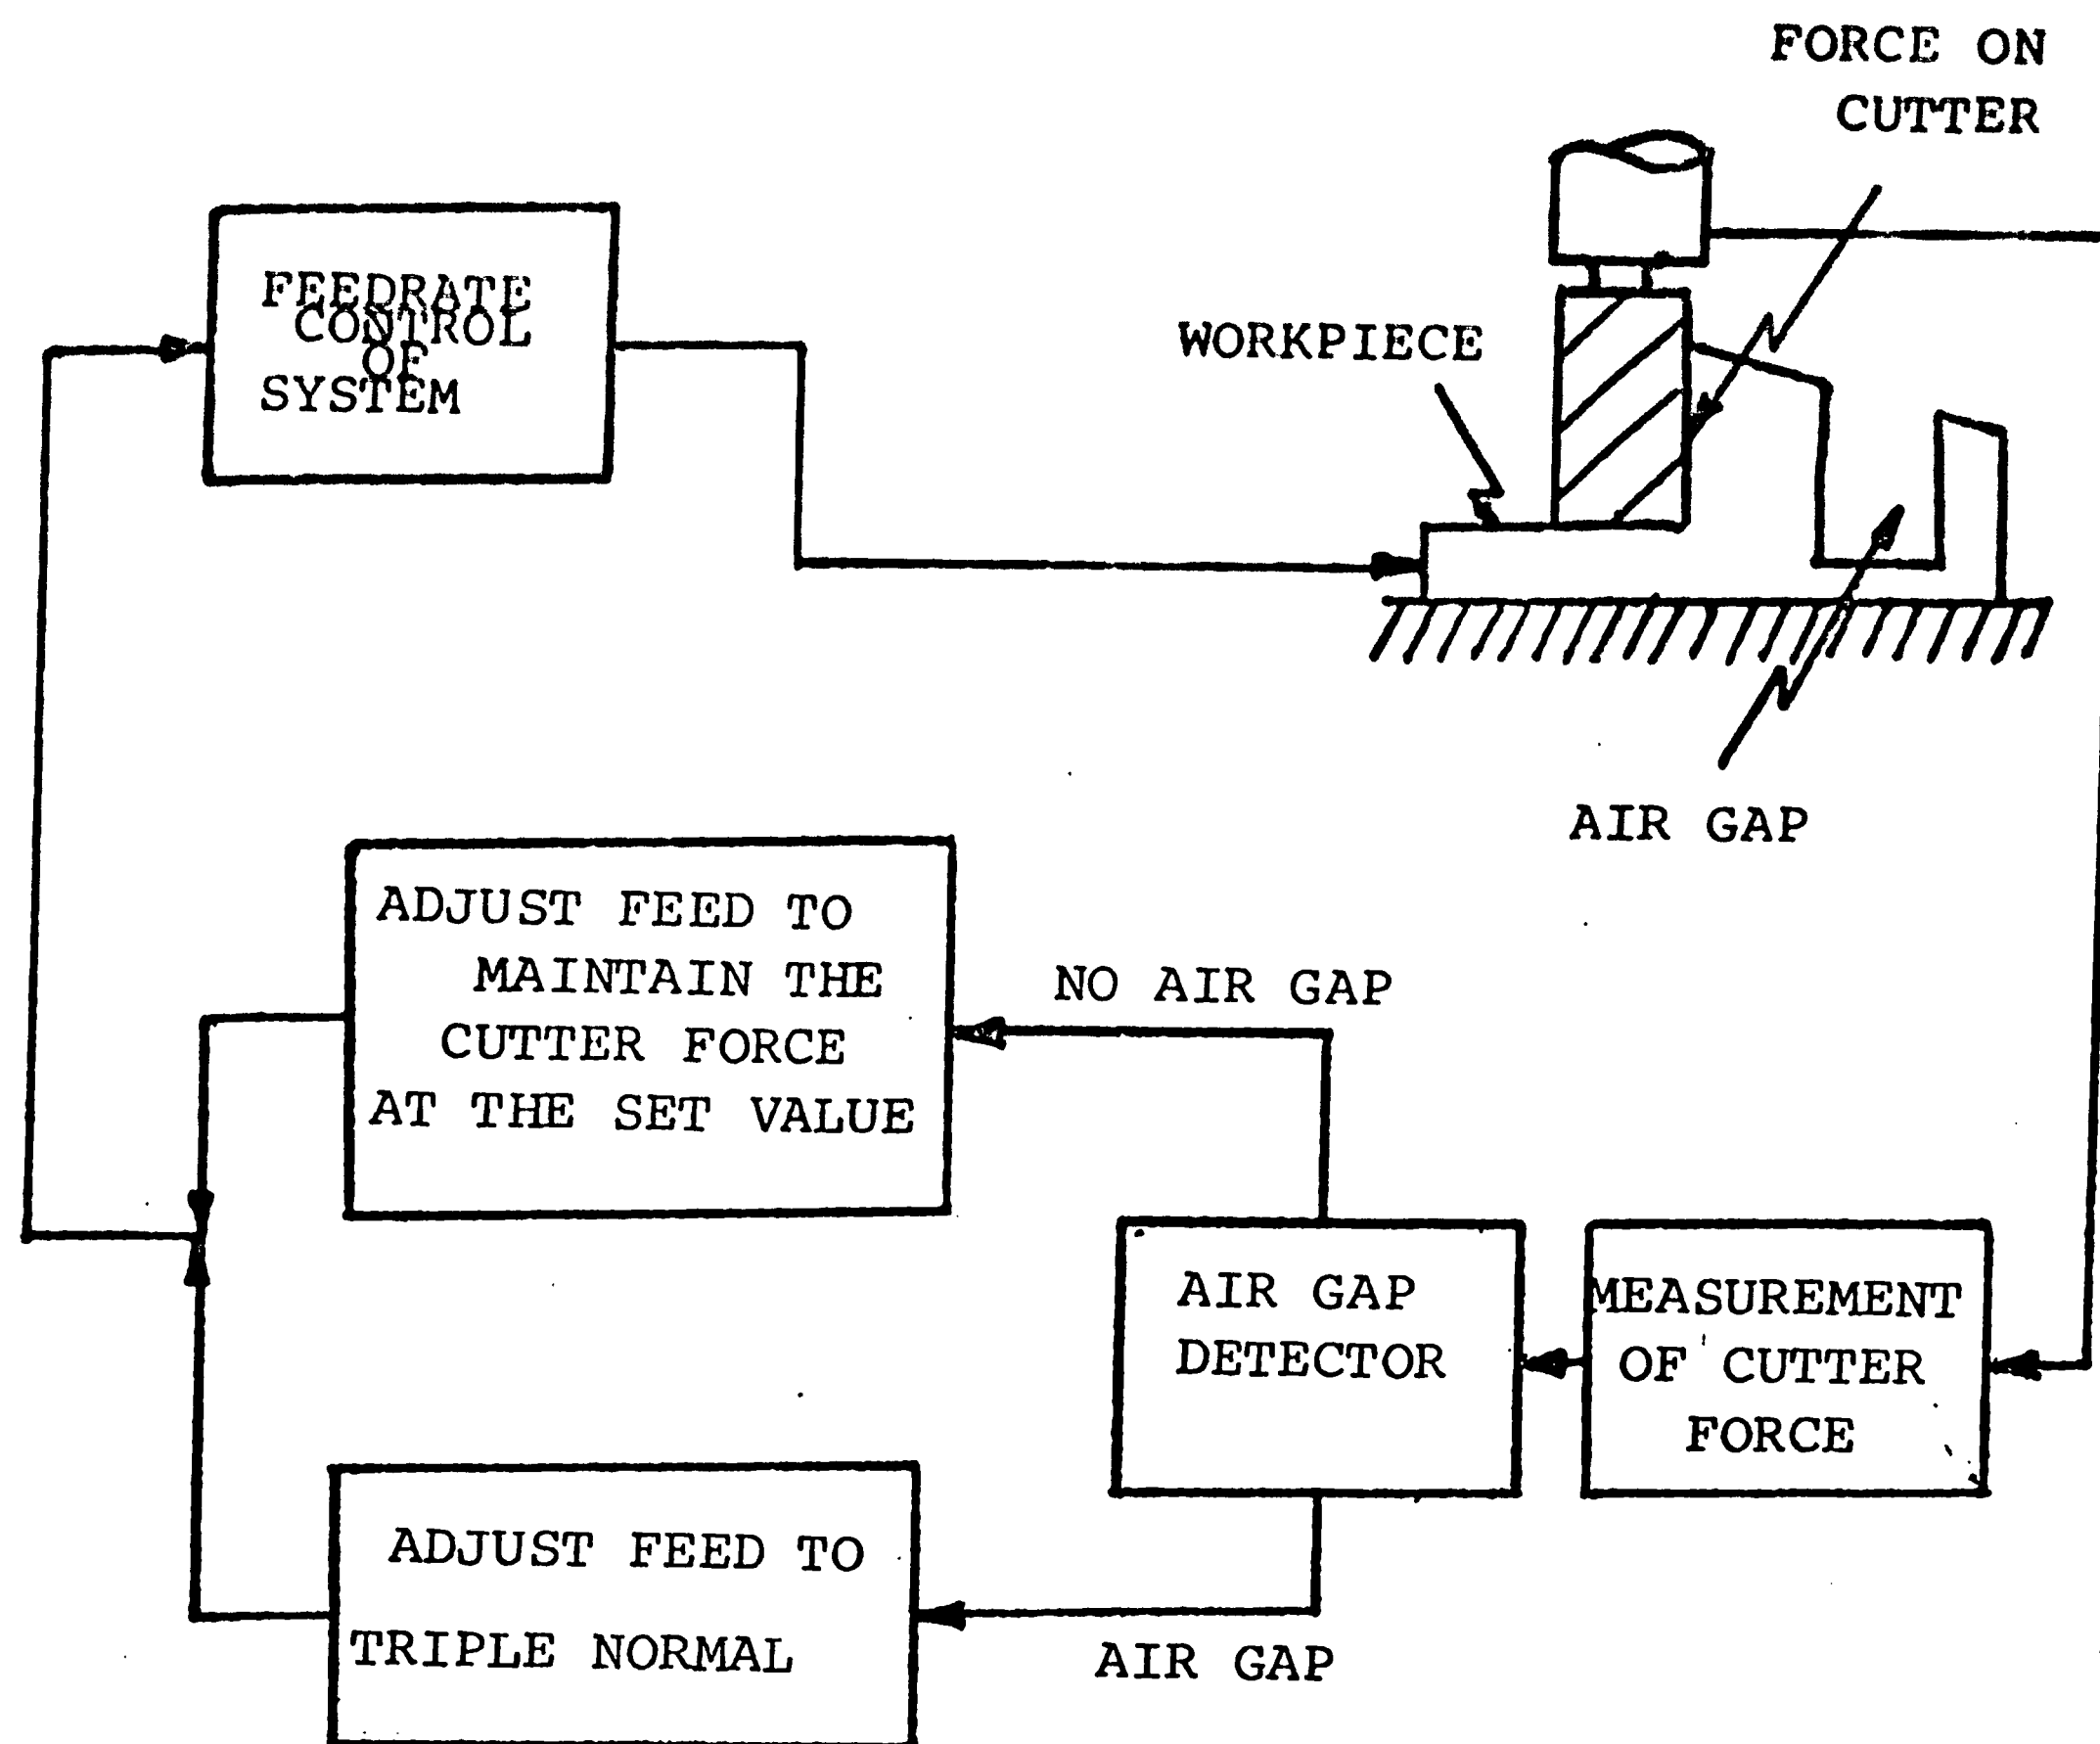 FORCE ON
CUTTER
FEEDRATE
CONTROL
OF
SYSTEM
WORKPIECE
AIR GAP
ADJUST FEED TO
MAINTAIN THE
CUTTER FORCE
AT THE SET VALUE
NO AIR GAP
AIR GAP
DETECTOR
MEASUREMENT
OF CUTTER
FORCE
ADJUST FEED TO
TRIPLE NORMAL
AIR GAP